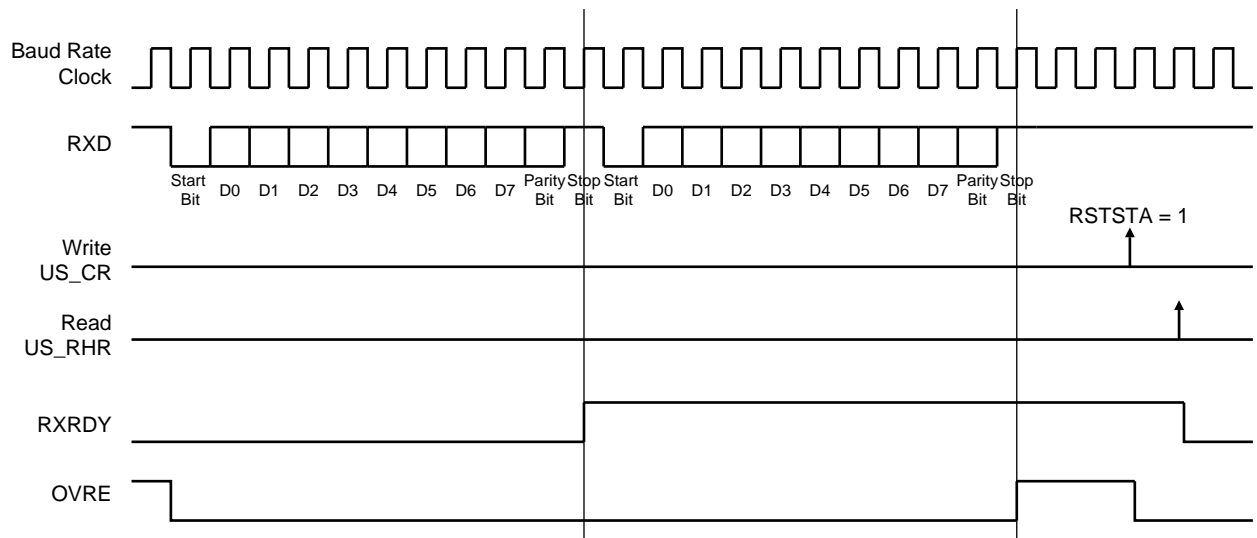 Baud Rate
Clock
RXD
Start
Bit
D0
D1
D2
D3
D4
D5
D6
D7
Parity
Bit
Stop
Bit
Start
Bit
D0
D1
D2
D3
D4
D5
D6
D7
Parity
Bit
Stop
Bit
RSTSTA = 1
Write
US_CR
Read
US_RHR
RXRDY
OVRE